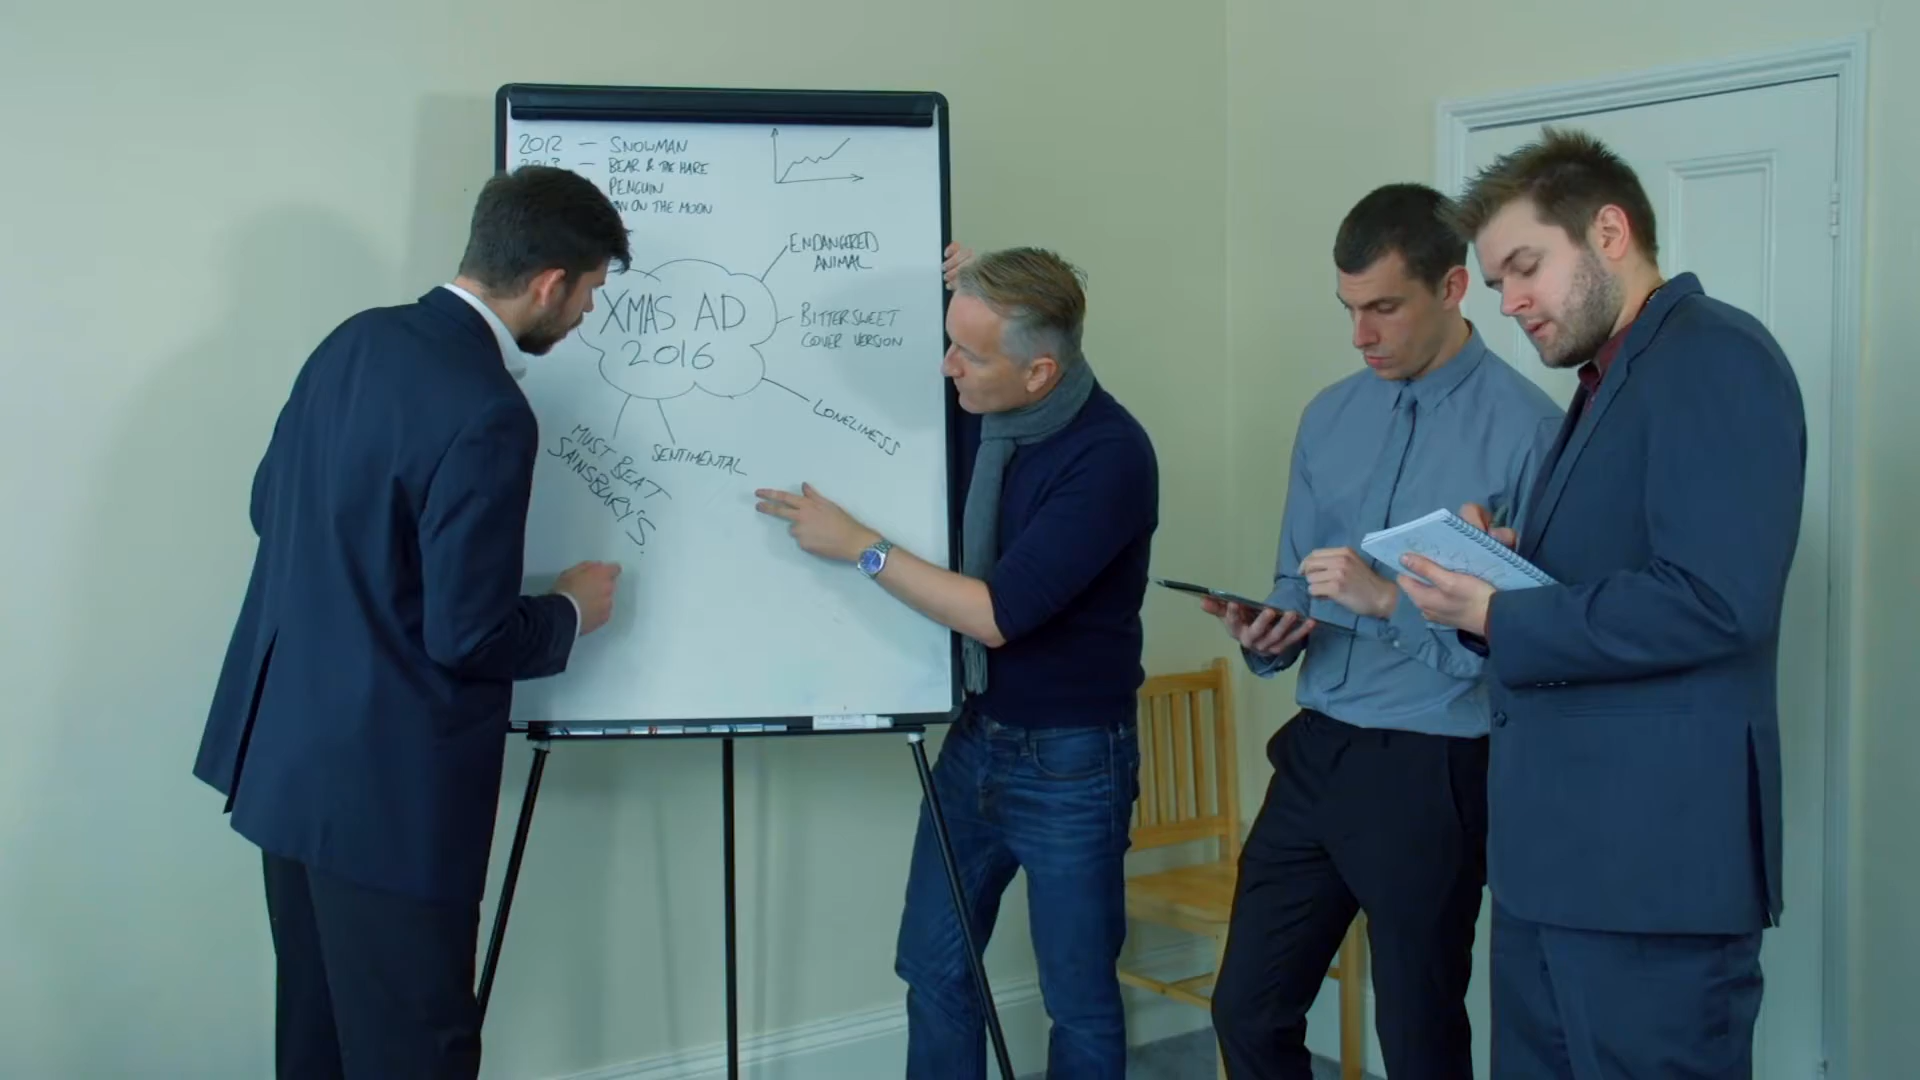 2012 — SNOWMAN
2013 — BEAR & THE HARE
PENGUIN
ON THE MOON
ENDANGERED
ANIMAL
XMAS AD
2016
BITTERSWEET
COVER VERSION
LONELINESS
SENTIMENTAL
MUST BEAT
SAINSBURY'S.